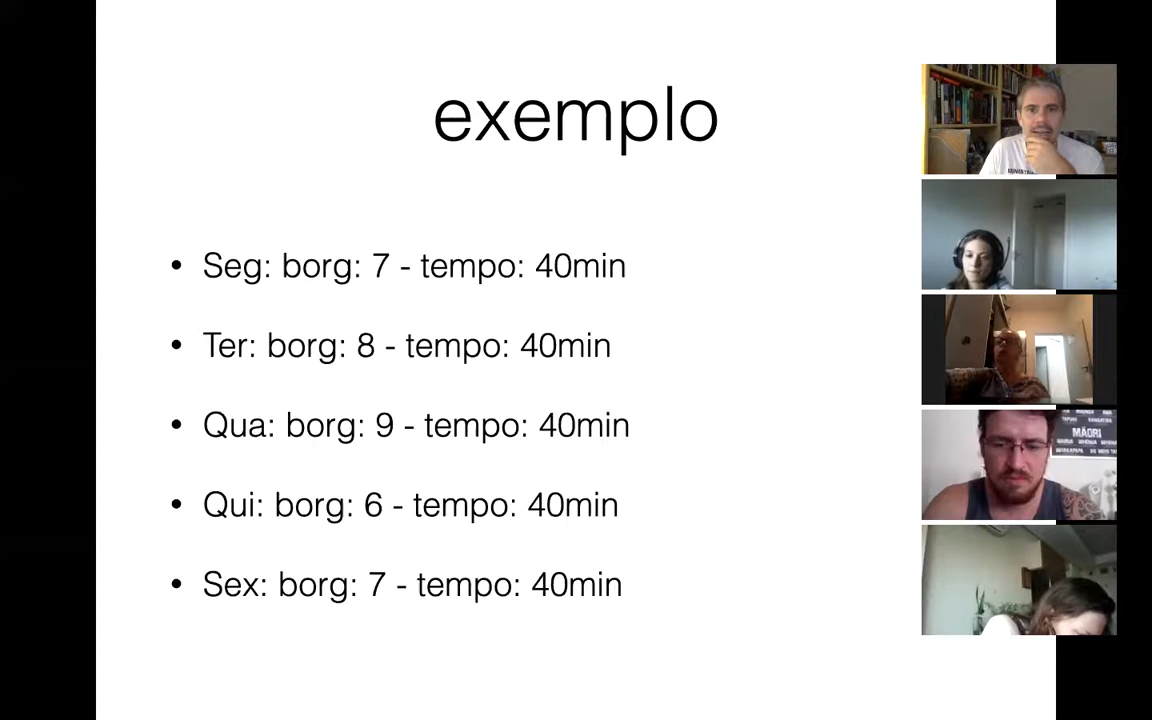 exemplo
• Seg: borg: 7 - tempo: 40min
• Ter: borg: 8 - tempo: 40min
• Qua: borg: 9 - tempo: 40min
• Qui: borg: 6 - tempo: 40min
• Sex: borg: 7 - tempo: 40min
MĀORI